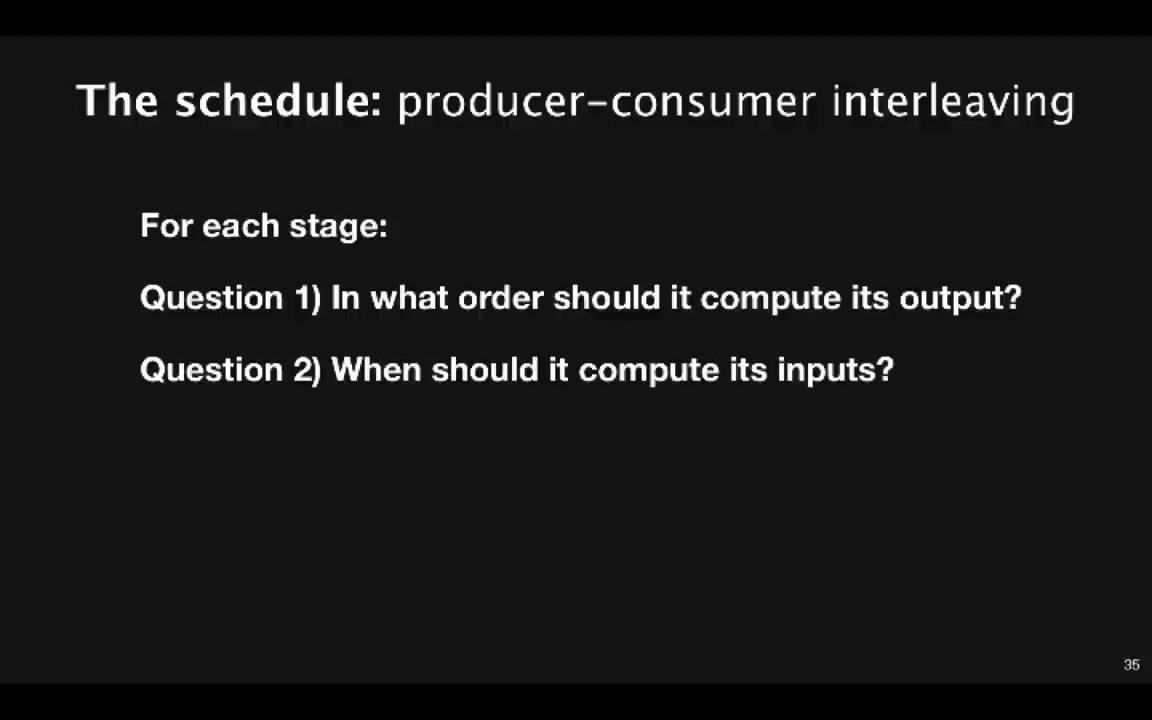 The schedule: producer-consumer interleaving
For each stage:
Question 1) In what order should it compute its output?
Question 2) When should it compute its inputs?
35